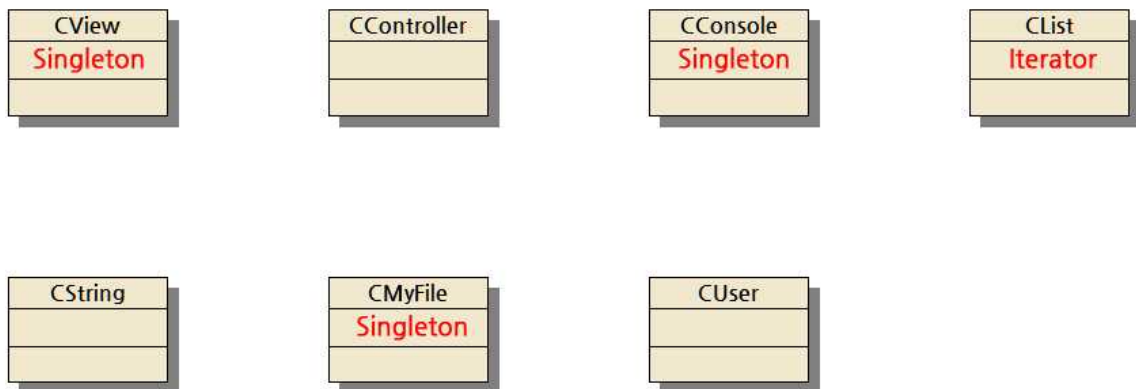 CView
Singleton
CController
CConsole
Singleton
CList
Iterator
CString
CMyFile
Singleton
CUser